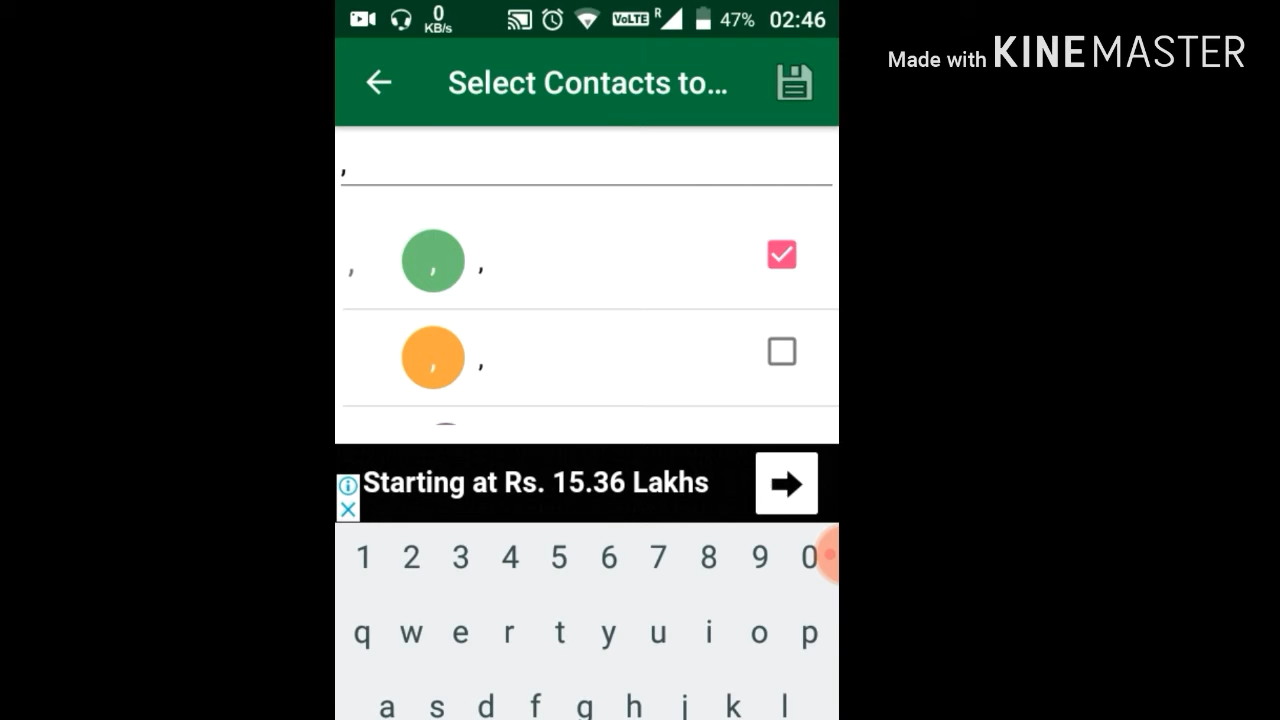 0
KB/s
VoLTE
R
47%
02:46
Made with KINEMASTER
Select Contacts to...
,
, , ,
, ,
Starting at Rs. 15.36 Lakhs
1 2 3 4 5 6 7 8 9 0
q w e r t y u i o p
a s d f g h j k l